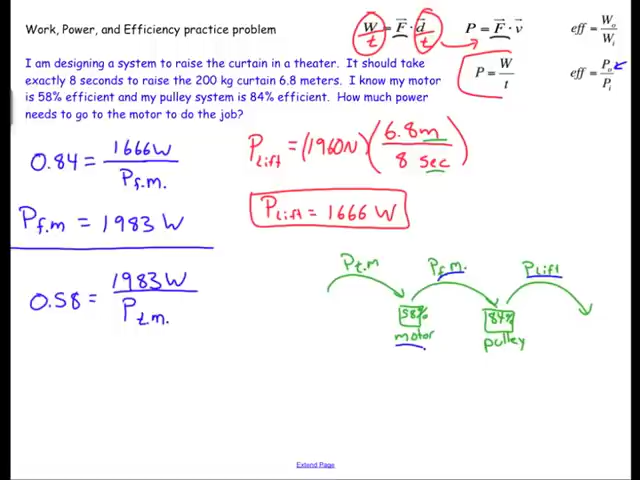 Work, Power, and Efficiency practice problem
W/t = F · d/t
P = F · v
eff = Wo/Wi
P = W/t
eff = Po/Pi
I am designing a system to raise the curtain in a theater. It should take
exactly 8 seconds to raise the 200 kg curtain 6.8 meters. I know my motor
is 58% efficient and my pulley system is 84% efficient. How much power
needs to go to the motor to do the job?
0.84 = 1666W / Pf.m.
Pf.m = 1983 W
0.58 = 1983 W / Pt.m.
PLift = (1960N) (6.8m / 8 sec)
PLift = 1666 W
Pt.m Pf.m. PLift
58% 84%
motor pulley
Extend Page